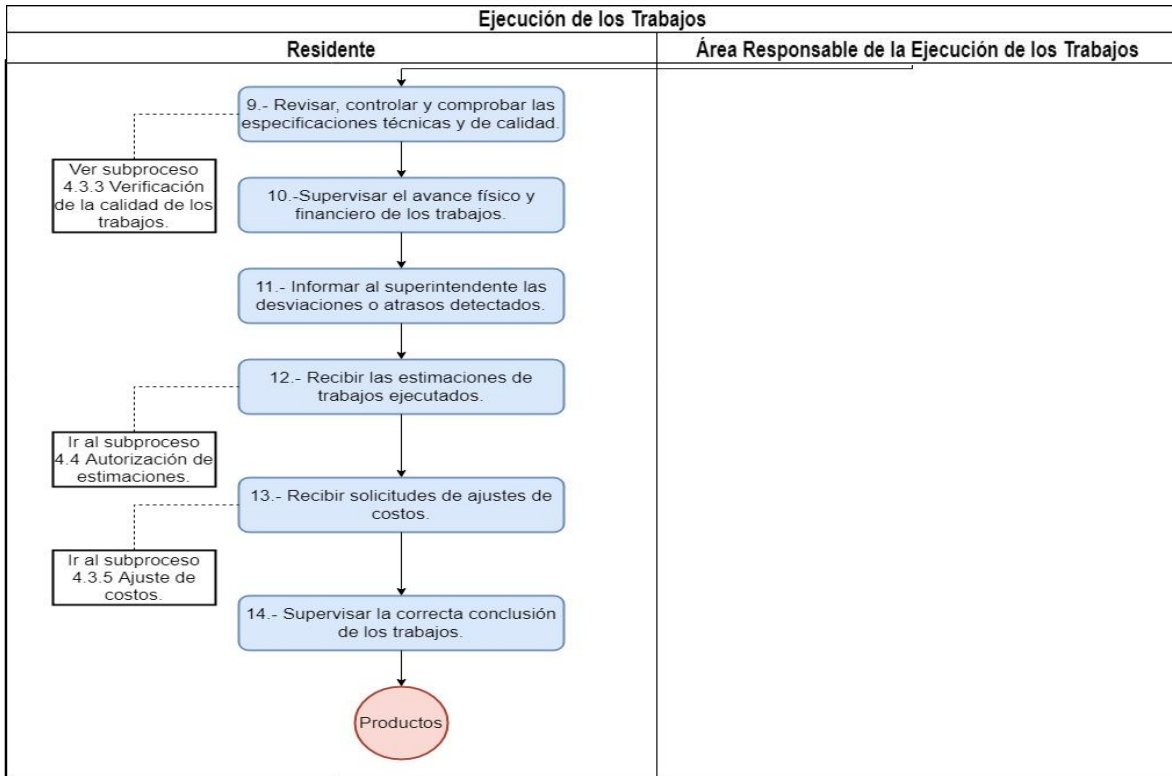 Ejecución de los Trabajos
Residente
Área Responsable de la Ejecución de los Trabajos
9.- Revisar, controlar y comprobar las
especificaciones técnicas y de calidad.
Ver subproceso
4.3.3 Verificación
de la calidad de los
trabajos.
10.-Supervisar el avance físico y
financiero de los trabajos.
11.- Informar al superintendente las
desviaciones o atrasos detectados.
12.- Recibir las estimaciones de
trabajos ejecutados.
Ir al subproceso
4.4 Autorización de
estimaciones.
13.- Recibir solicitudes de ajustes de
costos.
Ir al subproceso
4.3.5 Ajuste de
costos.
14.- Supervisar la correcta conclusión
de los trabajos.
Productos